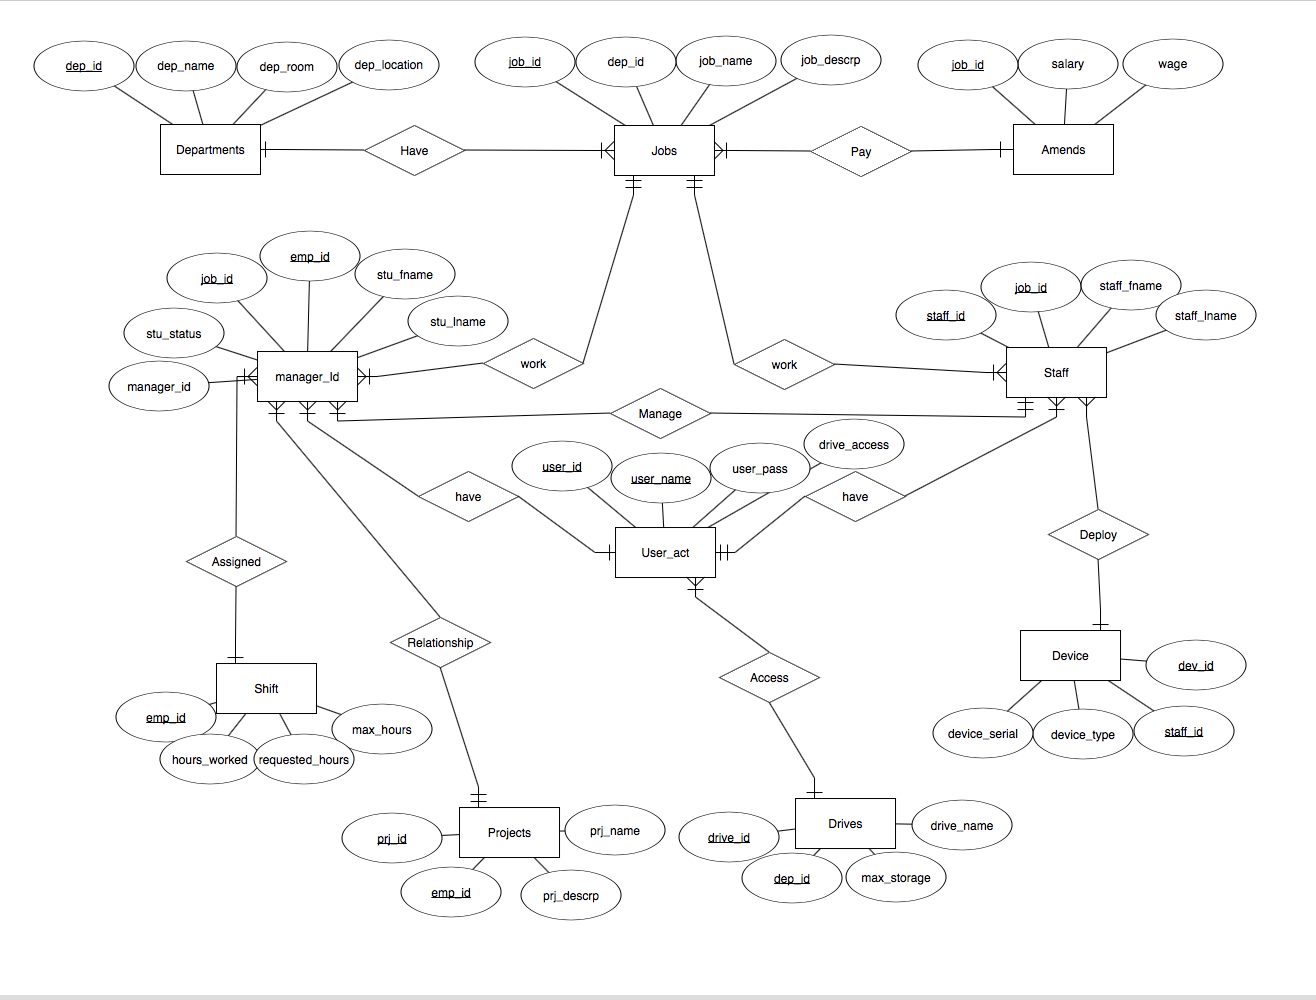 dep_id
dep_name
dep_room
dep_location
job_id
dep_id
job_name
job_descrp
job_id
salary
wage
Departments
Have
Jobs
Pay
Amends
emp_id
job_id
stu_fname
stu_status
stu_lname
manager_id
manager_Id
work
work
staff_id
job_id
staff_fname
staff_lname
Staff
Manage
user_id
user_name
user_pass
drive_access
have
have
User_act
Assigned
Deploy
Relationship
Access
Shift
emp_id
hours_worked
requested_hours
max_hours
Device
dev_id
device_serial
device_type
staff_id
Projects
prj_id
prj_name
emp_id
prj_descrp
Drives
drive_id
drive_name
dep_id
max_storage